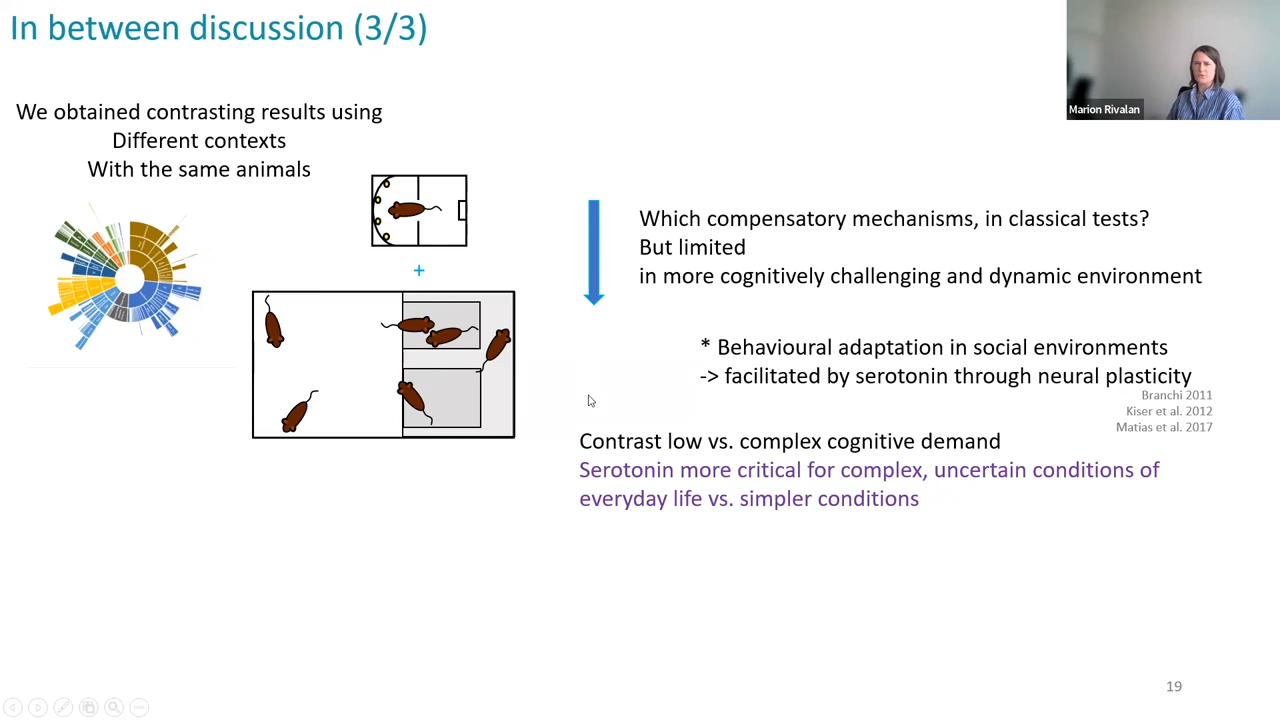 In between discussion (3/3)
Marion Rivalan
We obtained contrasting results using
Different contexts
With the same animals
+
Which compensatory mechanisms, in classical tests?
But limited
in more cognitively challenging and dynamic environment
* Behavioural adaptation in social environments
-> facilitated by serotonin through neural plasticity
Branchi 2011
Kiser et al. 2012
Matias et al. 2017
Contrast low vs. complex cognitive demand
Serotonin more critical for complex, uncertain conditions of
everyday life vs. simpler conditions
19